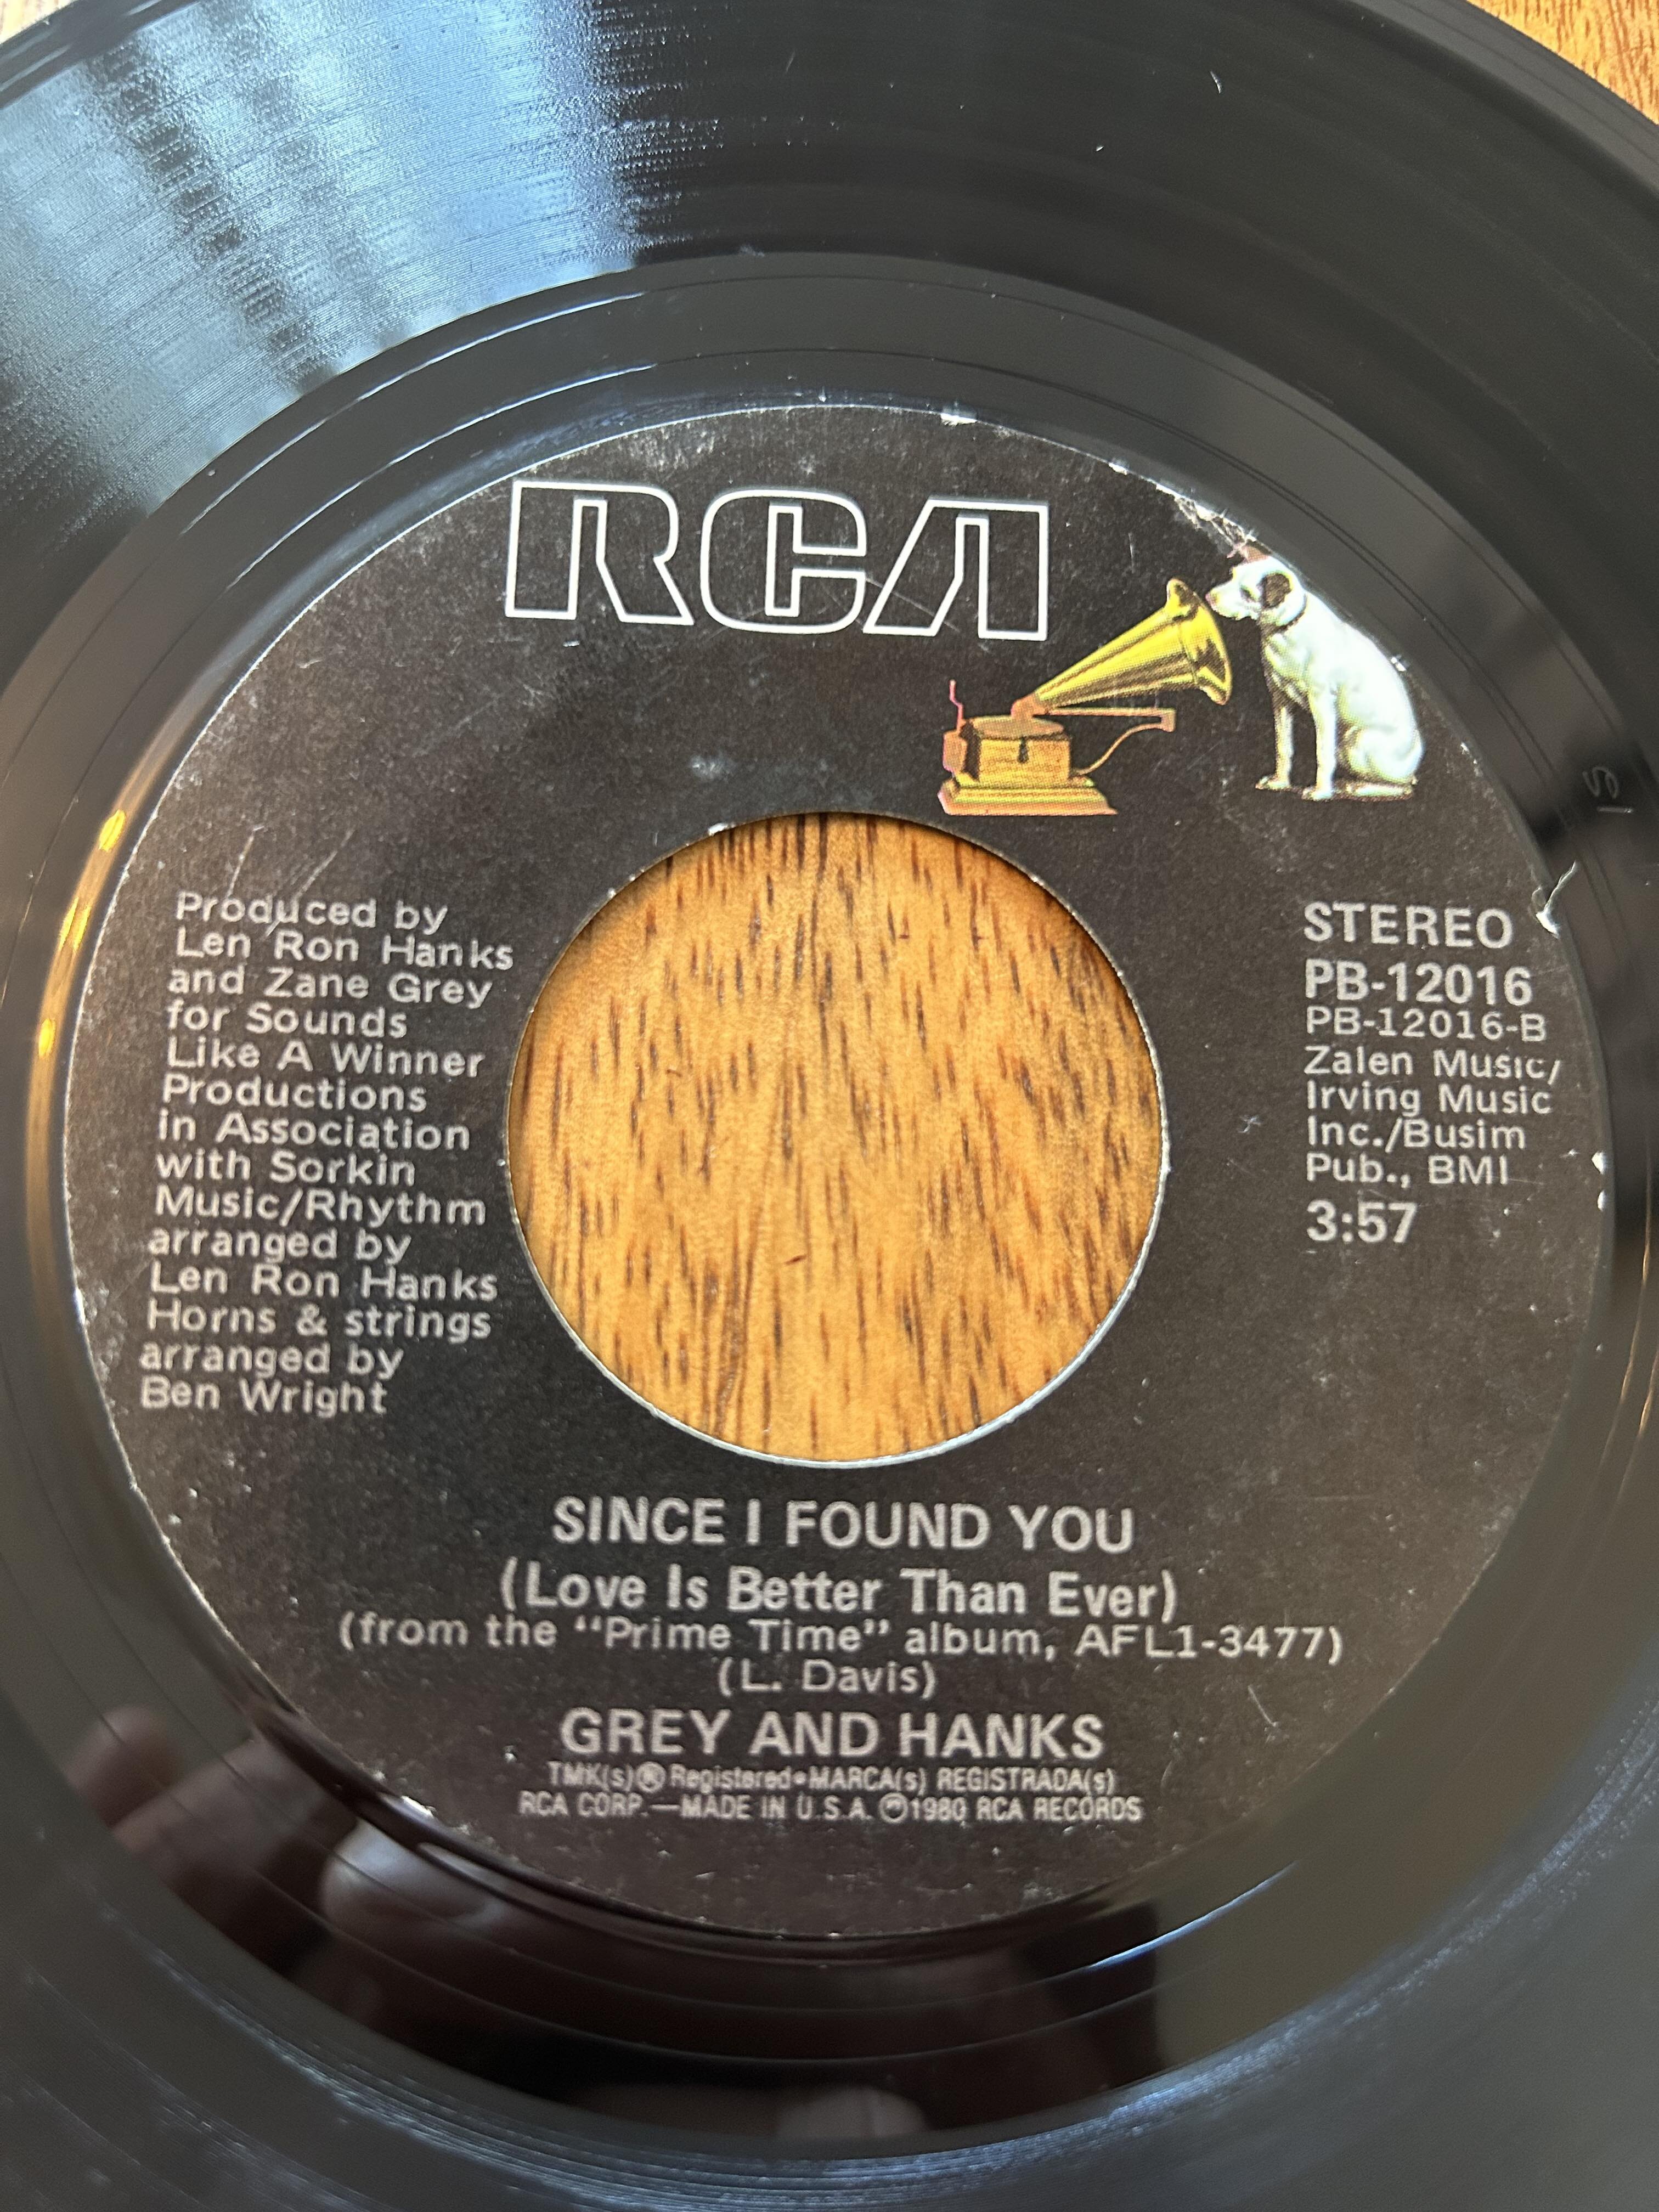 RCA
Produced by
Len Ron Hanks
and Zane Grey
for Sounds
Like A Winner
Productions
in Association
with Sorkin
Music/Rhythm
arranged by
Len Ron Hanks
Horns & strings
arranged by
Ben Wright
STEREO
PB-12016
PB-12016-B
Zalen Music/
Irving Music
Inc./Busim
Pub., BMI
3:57
SINCE I FOUND YOU
(Love Is Better Than Ever)
(from the "Prime Time" album, AFL1-3477)
(L. Davis)
GREY AND HANKS
TMK(s)® Registered•MARCA(s) REGISTRADA(s)
RCA CORP.—MADE IN U.S.A. ℗1980 RCA RECORDS